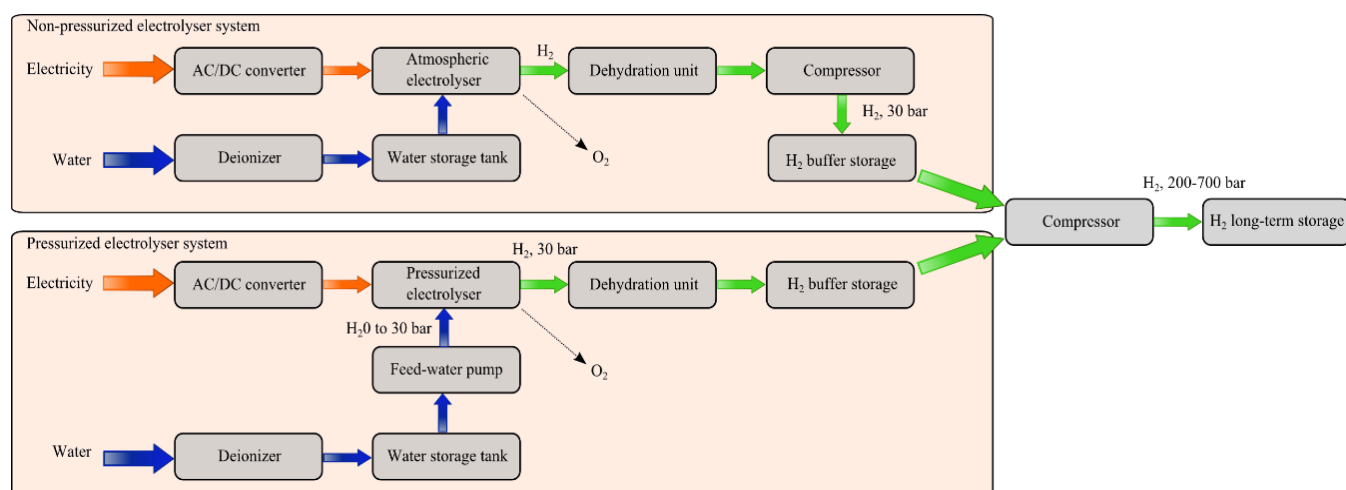 Non-pressurized electrolyser system
Electricity
AC/DC converter
Atmospheric
electrolyser
H₂
Dehydration unit
Compressor
H₂, 30 bar
Water
Deionizer
Water storage tank
O₂
H₂ buffer storage
H₂, 200-700 bar
Compressor
H₂ long-term storage
Pressurized electrolyser system
Electricity
AC/DC converter
Pressurized
electrolyser
H₂, 30 bar
Dehydration unit
H₂ buffer storage
H₂0 to 30 bar
Feed-water pump
O₂
Water
Deionizer
Water storage tank